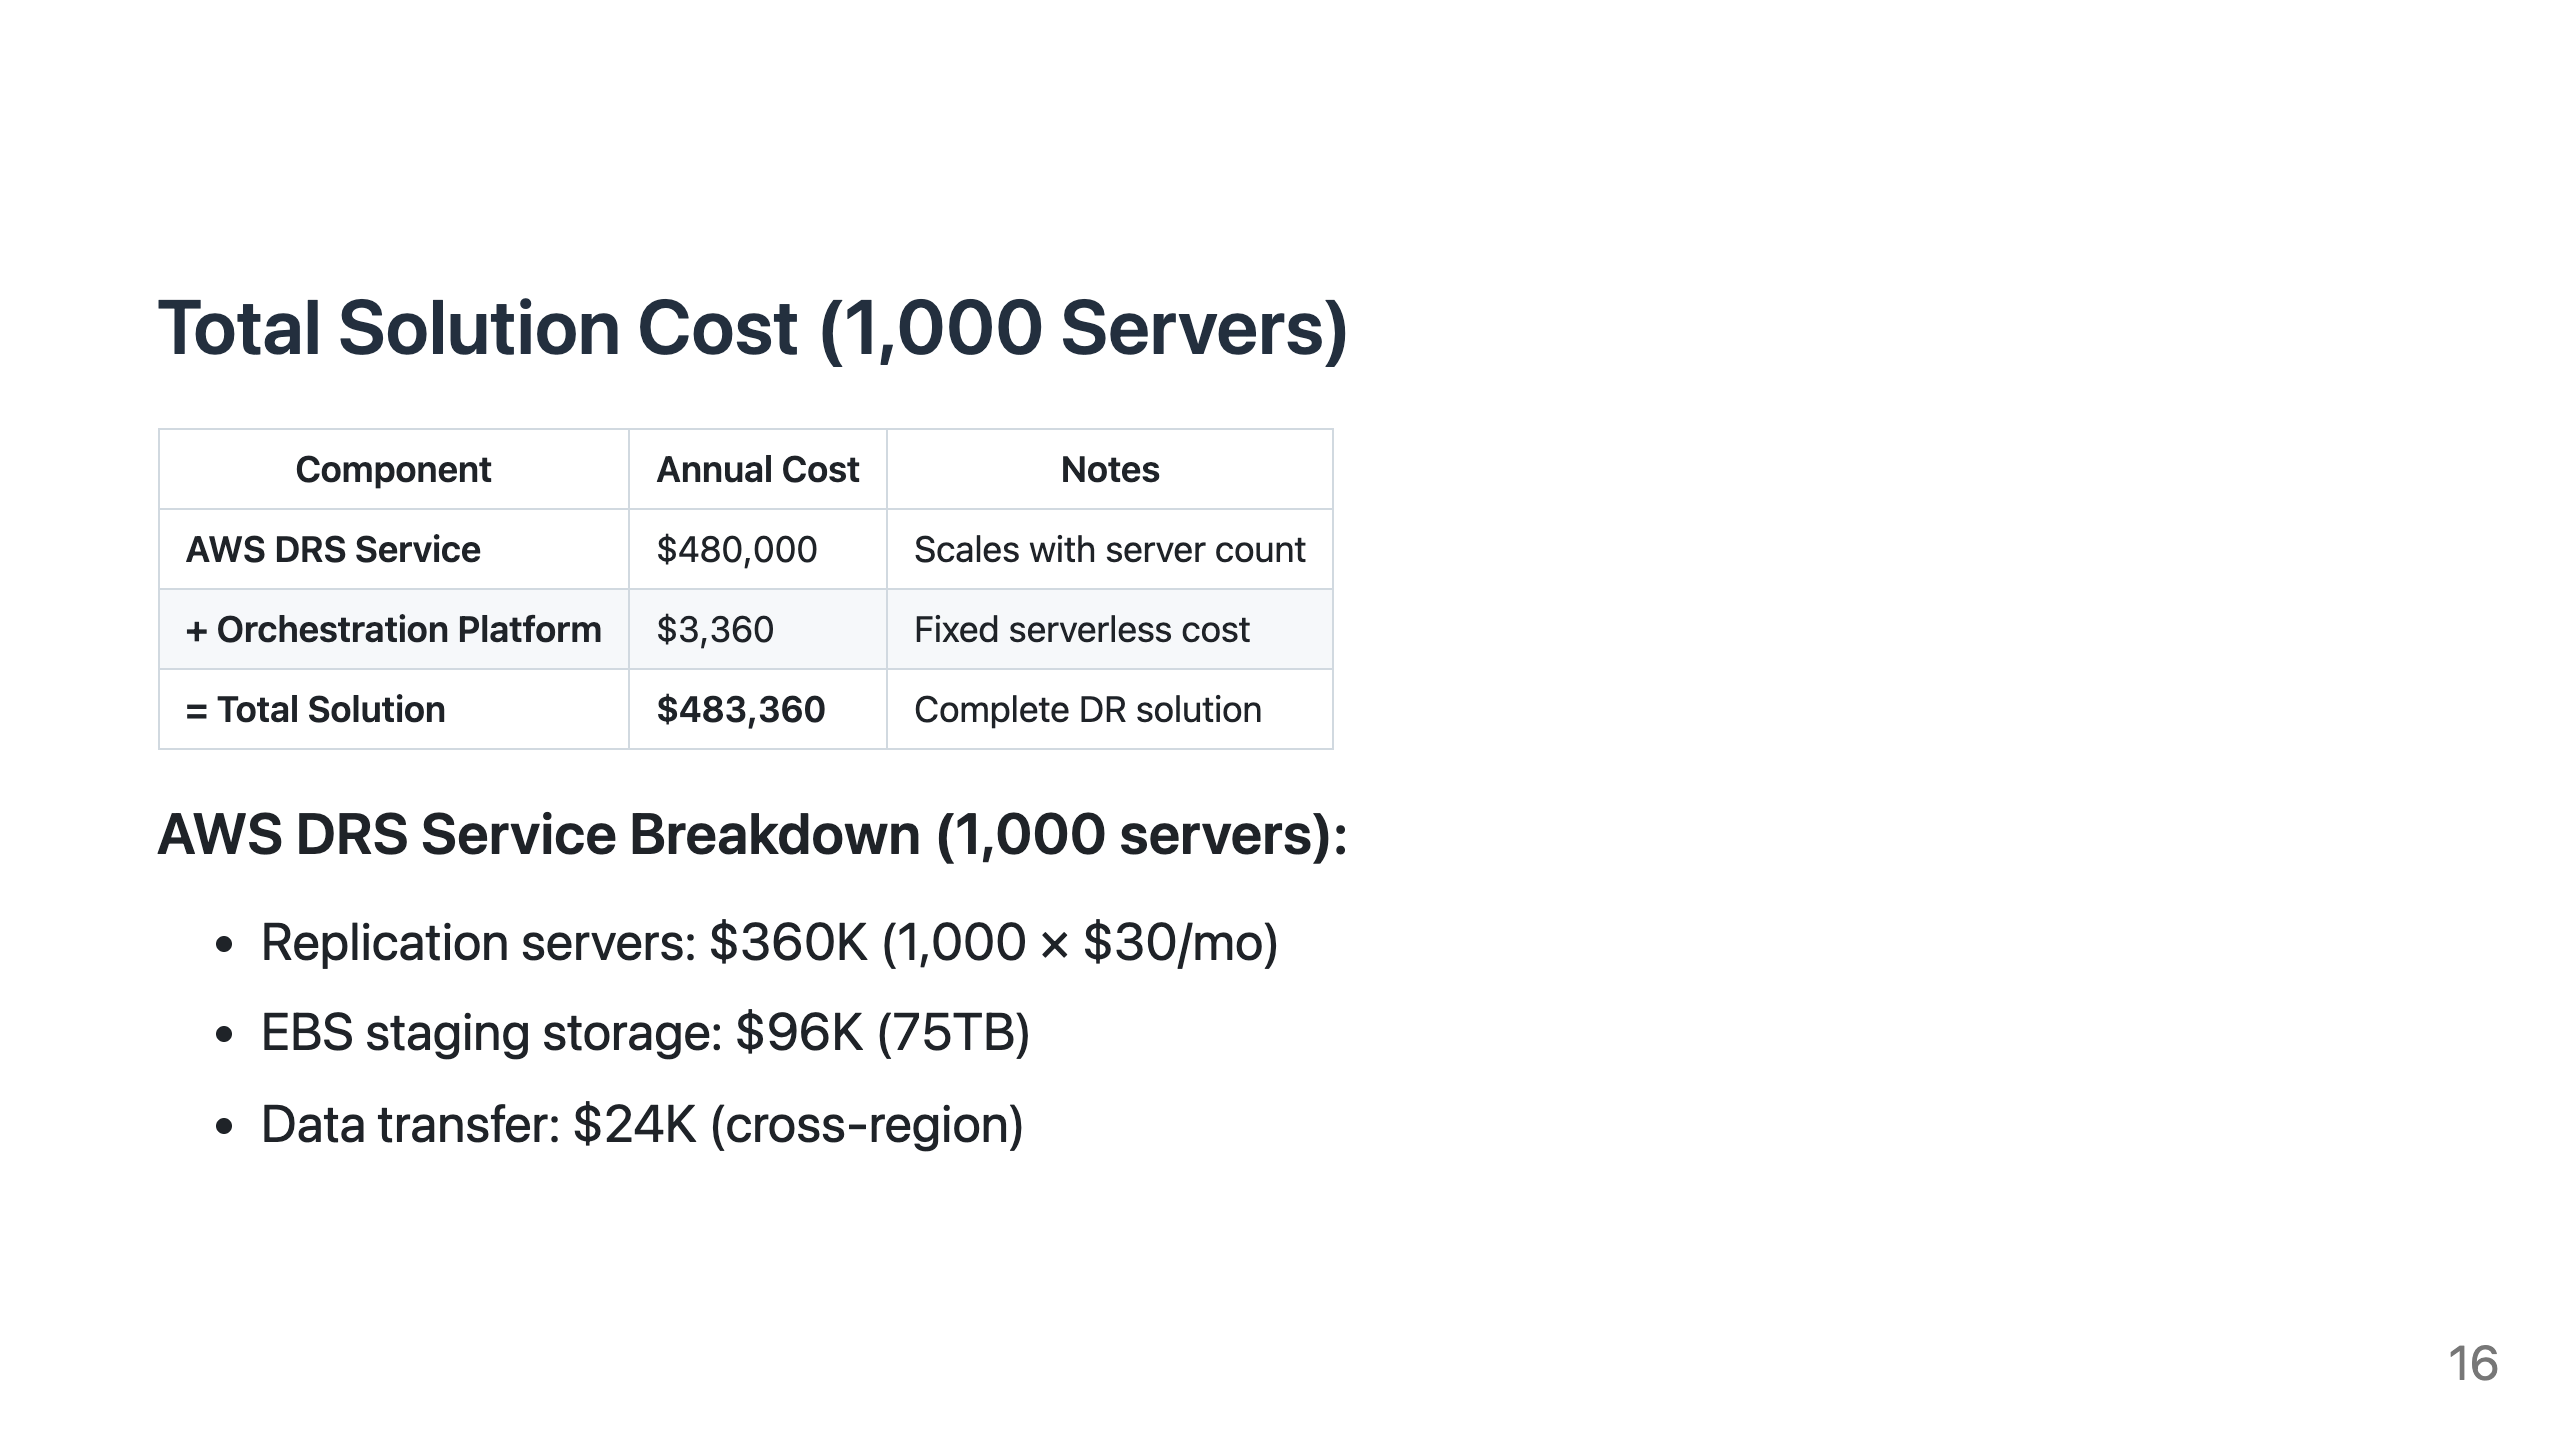 Total Solution Cost (1,000 Servers)
Component Annual Cost Notes
AWS DRS Service $480,000 Scales with server count
+ Orchestration Platform $3,360 Fixed serverless cost
= Total Solution $483,360 Complete DR solution
AWS DRS Service Breakdown (1,000 servers):
• Replication servers: $360K (1,000 × $30/mo)
• EBS staging storage: $96K (75TB)
• Data transfer: $24K (cross-region)
16